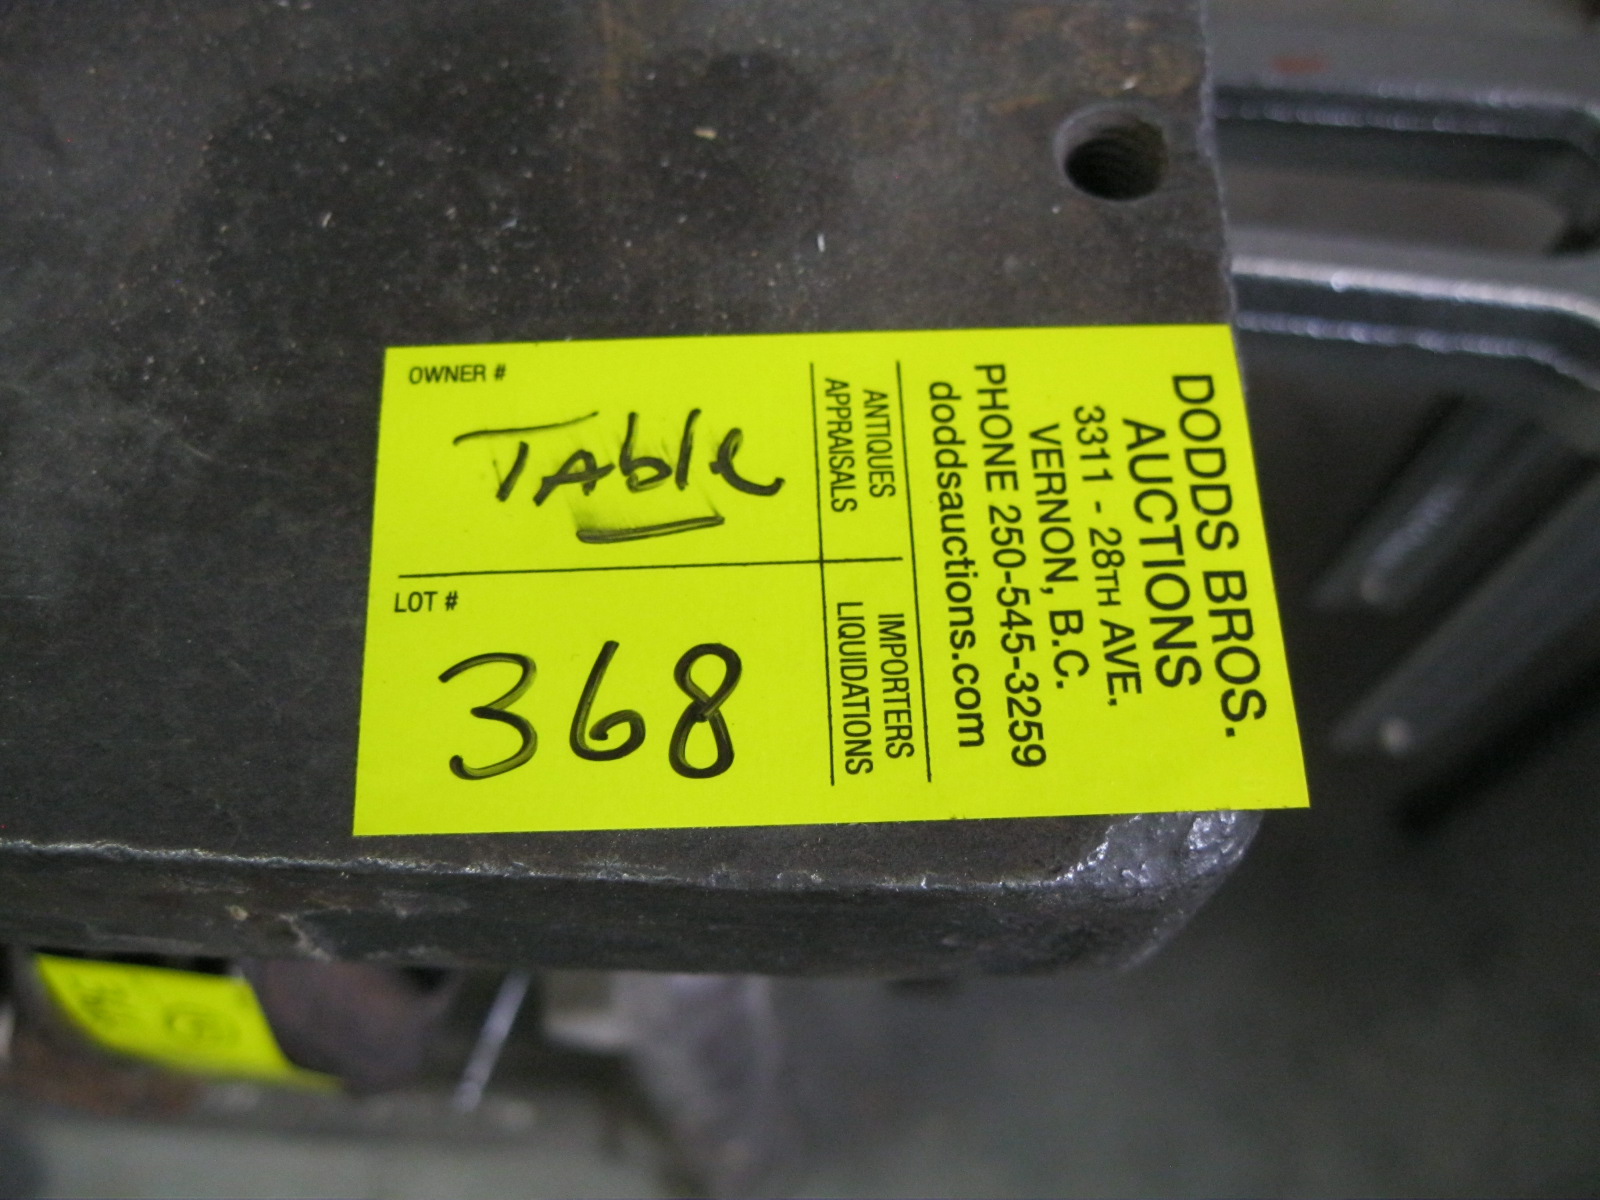 OWNER #
TAble
LOT #
368
ANTIQUES
APPRAISALS
IMPORTERS
LIQUIDATIONS
DODDS BROS.
AUCTIONS
3311 - 28TH AVE,
VERNON, B.C.
PHONE 250-545-3259
doddsauctions.com